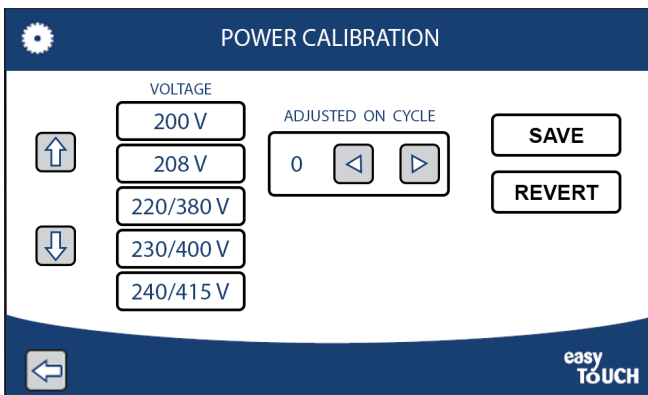 POWER CALIBRATION
VOLTAGE
200 V
208 V
220/380 V
230/400 V
240/415 V
ADJUSTED ON CYCLE
0
SAVE
REVERT
easy
TOUCH